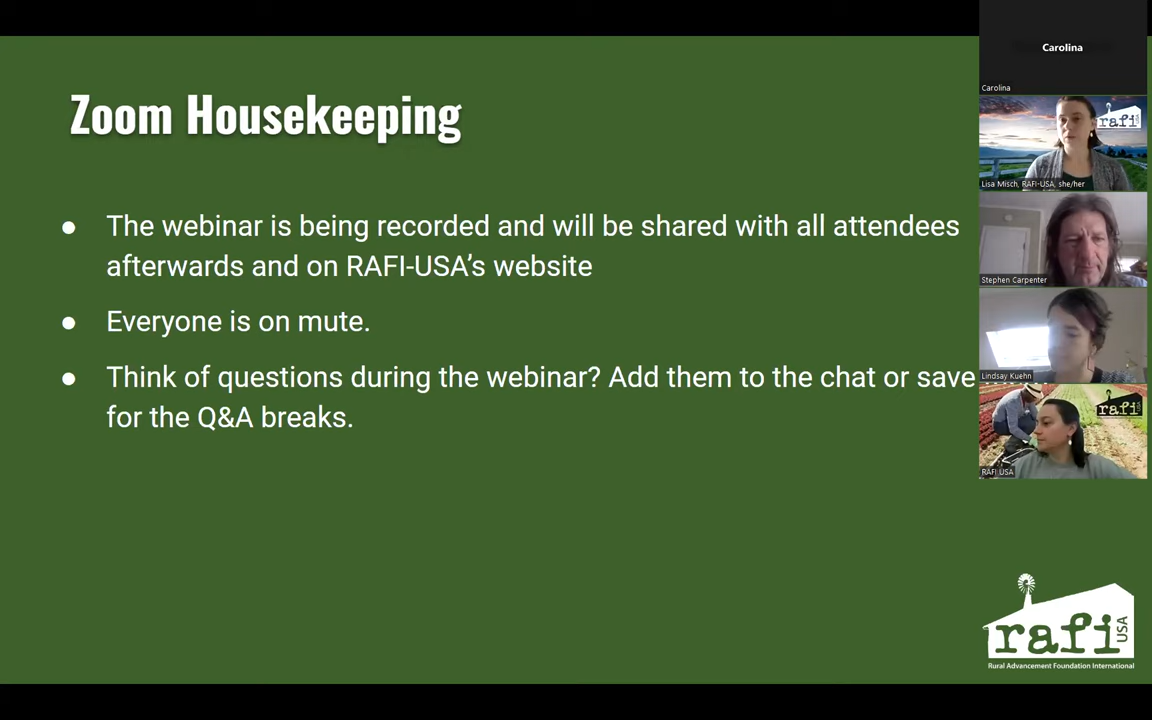 Zoom Housekeeping
● The webinar is being recorded and will be shared with all attendees
afterwards and on RAFI-USA’s website
● Everyone is on mute.
● Think of questions during the webinar? Add them to the chat or save
for the Q&A breaks.
Carolina
Carolina
rafi
Lisa Misch, RAFI-USA, she/her
Stephen Carpenter
Lindsay Kuehn
rafi
RAFI USA
rafi USA
Rural Advancement Foundation International